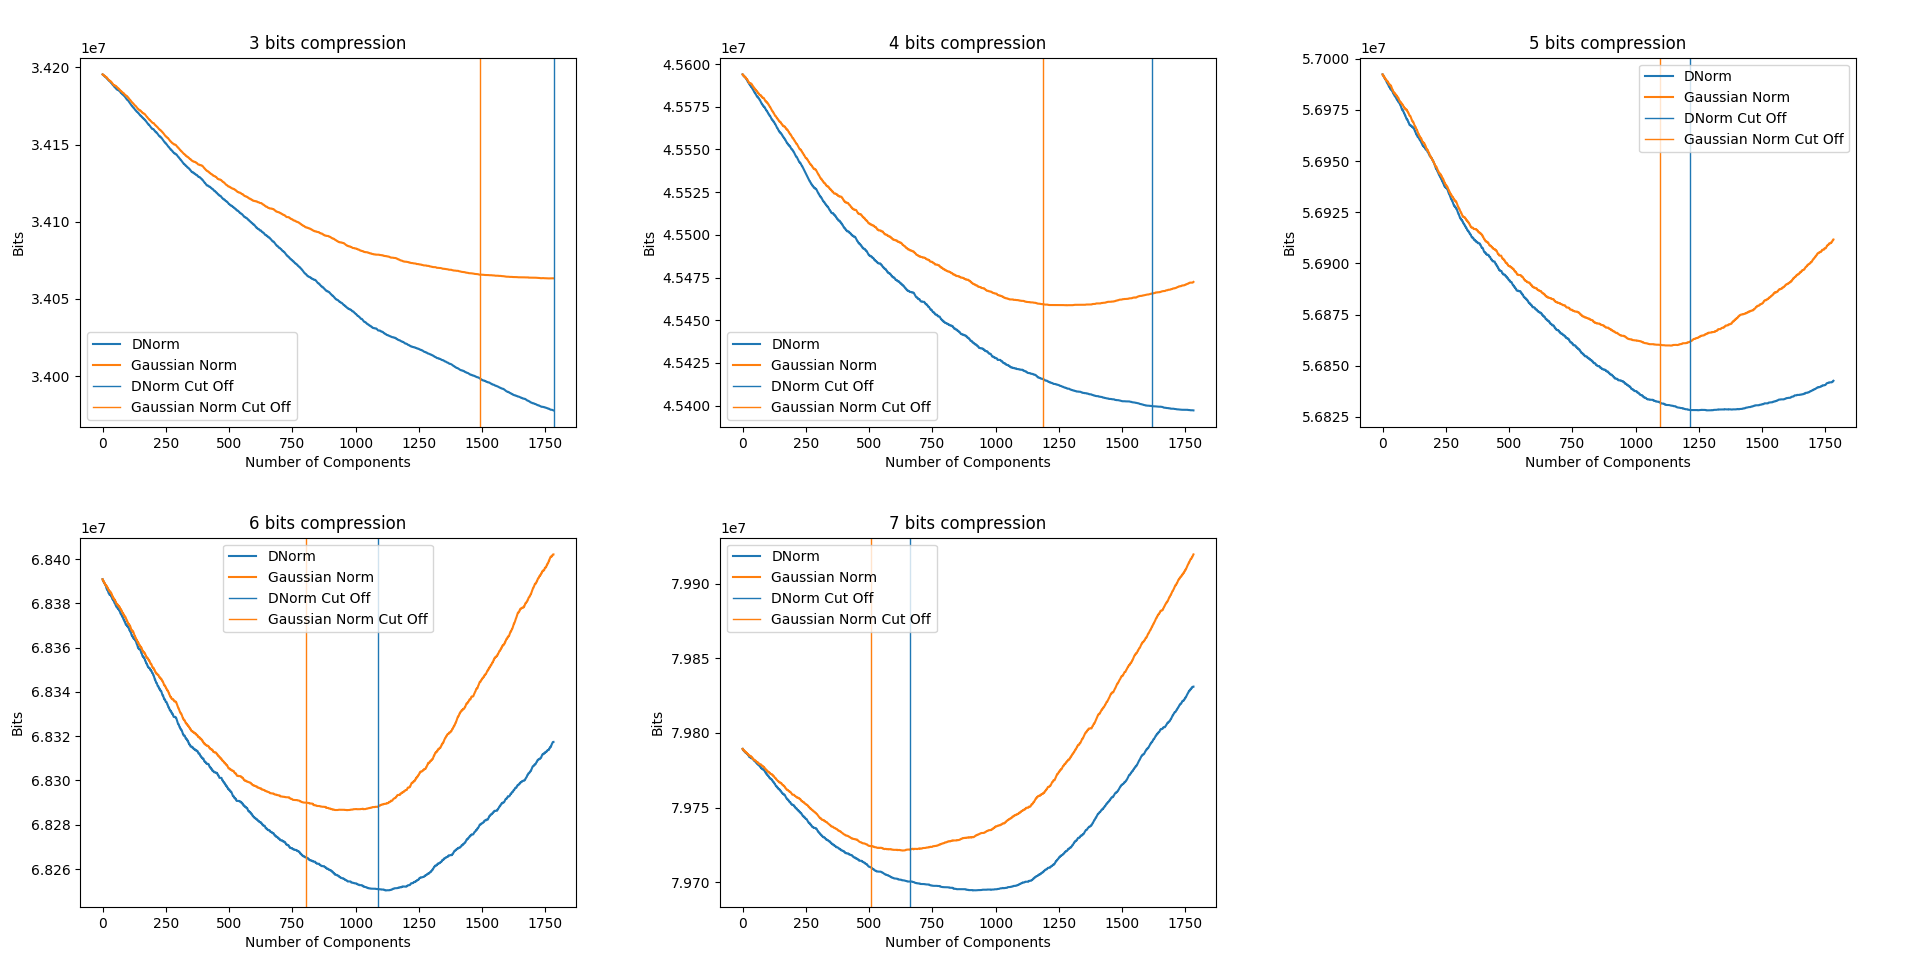 3 bits compression
1e7
3.420
3.415
3.410
3.405
3.400
Bits
DNorm
Gaussian Norm
DNorm Cut Off
Gaussian Norm Cut Off
0 250 500 750 1000 1250 1500 1750
Number of Components
4 bits compression
1e7
4.5600
4.5575
4.5550
4.5525
4.5500
4.5475
4.5450
4.5425
4.5400
Bits
DNorm
Gaussian Norm
DNorm Cut Off
Gaussian Norm Cut Off
0 250 500 750 1000 1250 1500 1750
Number of Components
5 bits compression
1e7
5.7000
5.6975
5.6950
5.6925
5.6900
5.6875
5.6850
5.6825
Bits
DNorm
Gaussian Norm
DNorm Cut Off
Gaussian Norm Cut Off
0 250 500 750 1000 1250 1500 1750
Number of Components
6 bits compression
1e7
6.840
6.838
6.836
6.834
6.832
6.830
6.828
6.826
Bits
DNorm
Gaussian Norm
DNorm Cut Off
Gaussian Norm Cut Off
0 250 500 750 1000 1250 1500 1750
Number of Components
7 bits compression
1e7
7.990
7.985
7.980
7.975
7.970
Bits
DNorm
Gaussian Norm
DNorm Cut Off
Gaussian Norm Cut Off
0 250 500 750 1000 1250 1500 1750
Number of Components